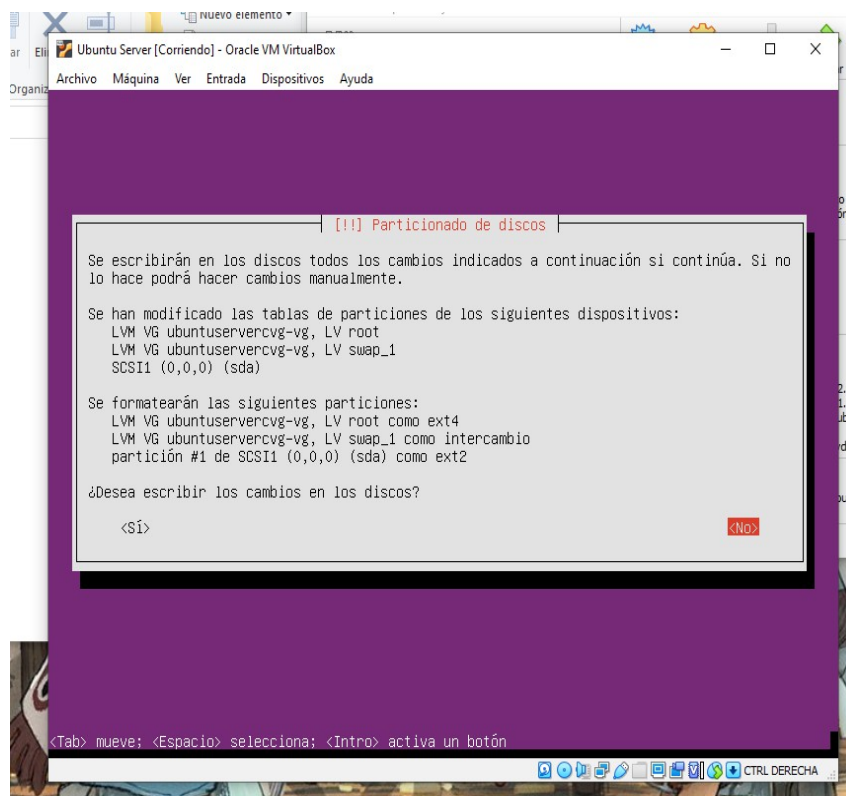 Nuevo elemento
ar Eli
Organiz
Ubuntu Server [Corriendo] - Oracle VM VirtualBox
Archivo Máquina Ver Entrada Dispositivos Ayuda
[!!] Particionado de discos
Se escribirán en los discos todos los cambios indicados a continuación si continúa. Si no
lo hace podrá hacer cambios manualmente.
Se han modificado las tablas de particiones de los siguientes dispositivos:
LVM VG ubuntuservercvg-vg, LV root
LVM VG ubuntuservercvg-vg, LV swap_1
SCSI1 (0,0,0) (sda)
Se formatearán las siguientes particiones:
LVM VG ubuntuservercvg-vg, LV root como ext4
LVM VG ubuntuservercvg-vg, LV swap_1 como intercambio
partición #1 de SCSI1 (0,0,0) (sda) como ext2
¿Desea escribir los cambios en los discos?
<Sí> <No>
<Tab> mueve; <Espacio> selecciona; <Intro> activa un botón
CTRL DERECHA